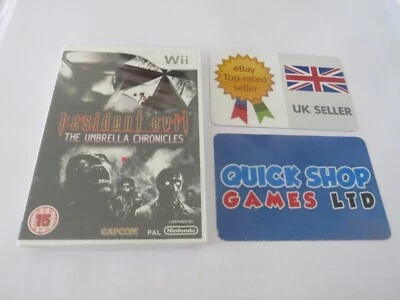 Wii
resident evil
THE UMBRELLA CHRONICLES
15
CAPCOM
PAL
LICENSED BY
Nintendo
eBay
Top-rated
seller
UK SELLER
QUICK SHOP
GAMES LTD